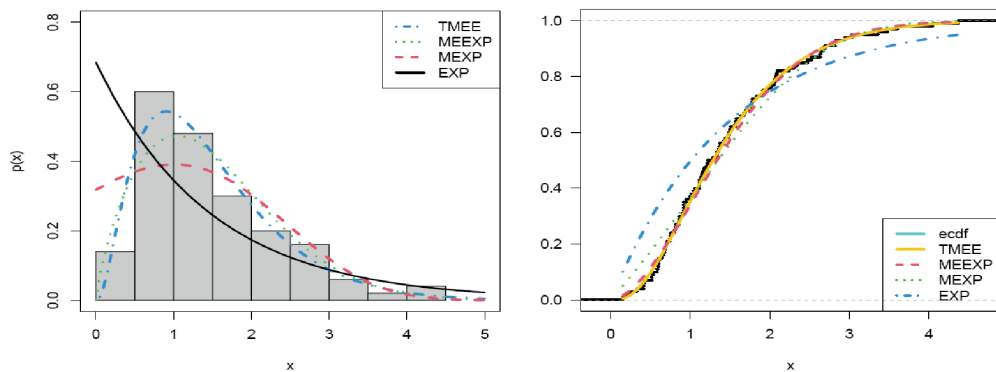 0.8
0.6
0.4
0.2
0.0
p(x)
TMEE
MEEXP
MEXP
EXP
0 1 2 3 4 5
x
1.0
0.8
0.6
0.4
0.2
0.0
ecdf
TMEE
MEEXP
MEXP
EXP
0 1 2 3 4
x